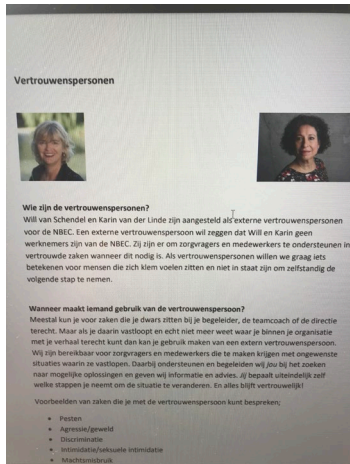 Vertrouwenspersonen
Wie zijn de vertrouwenspersonen?
Will van Schendel en Karin van der Linde zijn aangesteld als externe vertrouwenspersonen
voor de NBEC. Een externe vertrouwenspersoon wil zeggen dat Will en Karin geen
werknemers zijn van de NBEC. Zij zijn er om zorgvragers en medewerkers te ondersteunen in
vertrouwde zaken wanneer dit nodig is. Als vertrouwenspersonen willen we graag iets
betekenen voor mensen die zich klem voelen zitten en niet in staat zijn om zelfstandig de
volgende stap te nemen.
Wanneer maakt iemand gebruik van de vertrouwenspersoon?
Meestal kun je voor zaken die je dwars zitten bij je begeleider, de teamcoach of de directie
terecht. Maar als je daarin vastloopt en echt niet meer weet waar je binnen je organisatie
met je verhaal terecht kunt dan kan je gebruik maken van een extern vertrouwenspersoon.
Wij zijn bereikbaar voor zorgvragers en medewerkers die te maken krijgen met ongewenste
situaties waarin ze vastlopen. Daarbij ondersteunen en begeleiden wij jou bij het zoeken
naar mogelijke oplossingen en geven wij informatie en advies. Jij bepaalt uiteindelijk zelf
welke stappen je neemt om de situatie te veranderen. En alles blijft vertrouwelijk!
Voorbeelden van zaken die je met de vertrouwenspersoon kunt bespreken;
• Pesten
• Agressie/geweld
• Discriminatie
• Intimidatie/seksuele intimidatie
• Machtsmisbruik